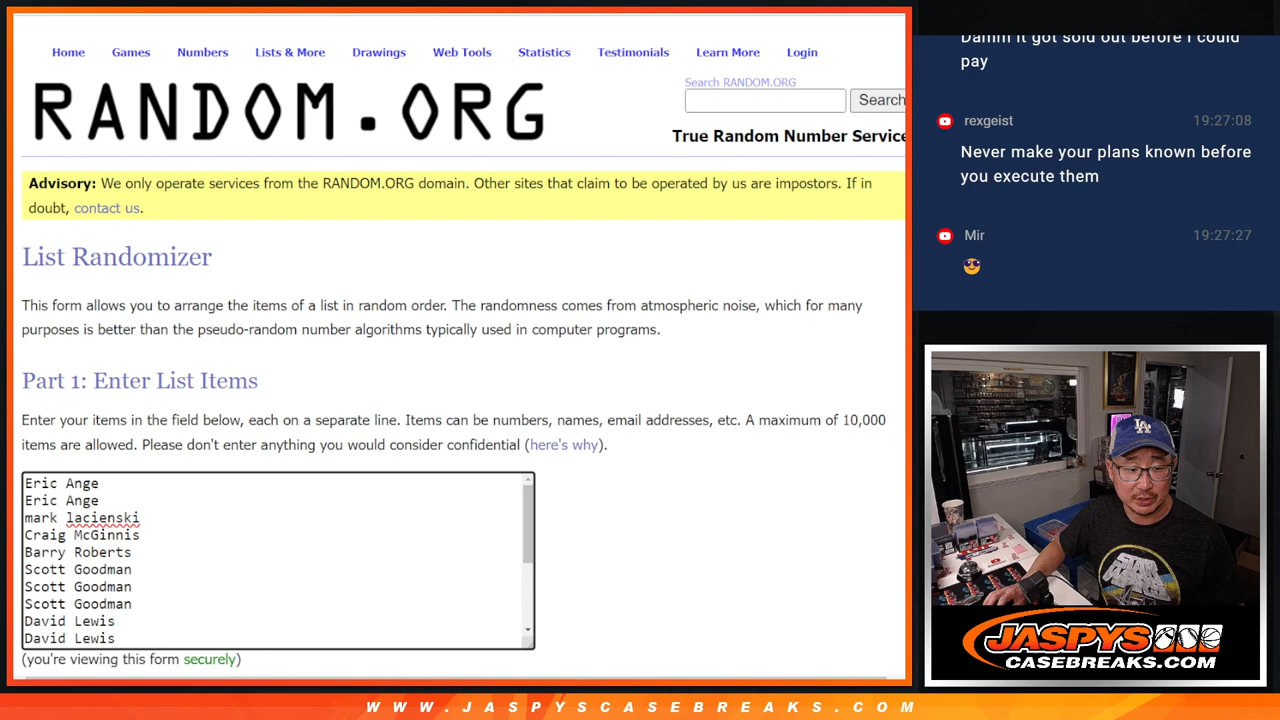 Home Games Numbers Lists & More Drawings Web Tools Statistics Testimonials Learn More Login
RANDOM.ORG
Search RANDOM.ORG
Search
True Random Number Service
Advisory: We only operate services from the RANDOM.ORG domain. Other sites that claim to be operated by us are impostors. If in
doubt, contact us.
List Randomizer
This form allows you to arrange the items of a list in random order. The randomness comes from atmospheric noise, which for many
purposes is better than the pseudo-random number algorithms typically used in computer programs.
Part 1: Enter List Items
Enter your items in the field below, each on a separate line. Items can be numbers, names, email addresses, etc. A maximum of 10,000
items are allowed. Please don't enter anything you would consider confidential (here's why).
Eric Ange
Eric Ange
mark lacienski
Craig McGinnis
Barry Roberts
Scott Goodman
Scott Goodman
Scott Goodman
David Lewis
David Lewis
(you're viewing this form securely)
Damm it got sold out before I could
pay
rexgeist 19:27:08
Never make your plans known before
you execute them
Mir 19:27:27
LA
STAR
WARS
JASPYS
CASEBREAKS.COM
WWW.JASPYSCASEBREAKS.COM